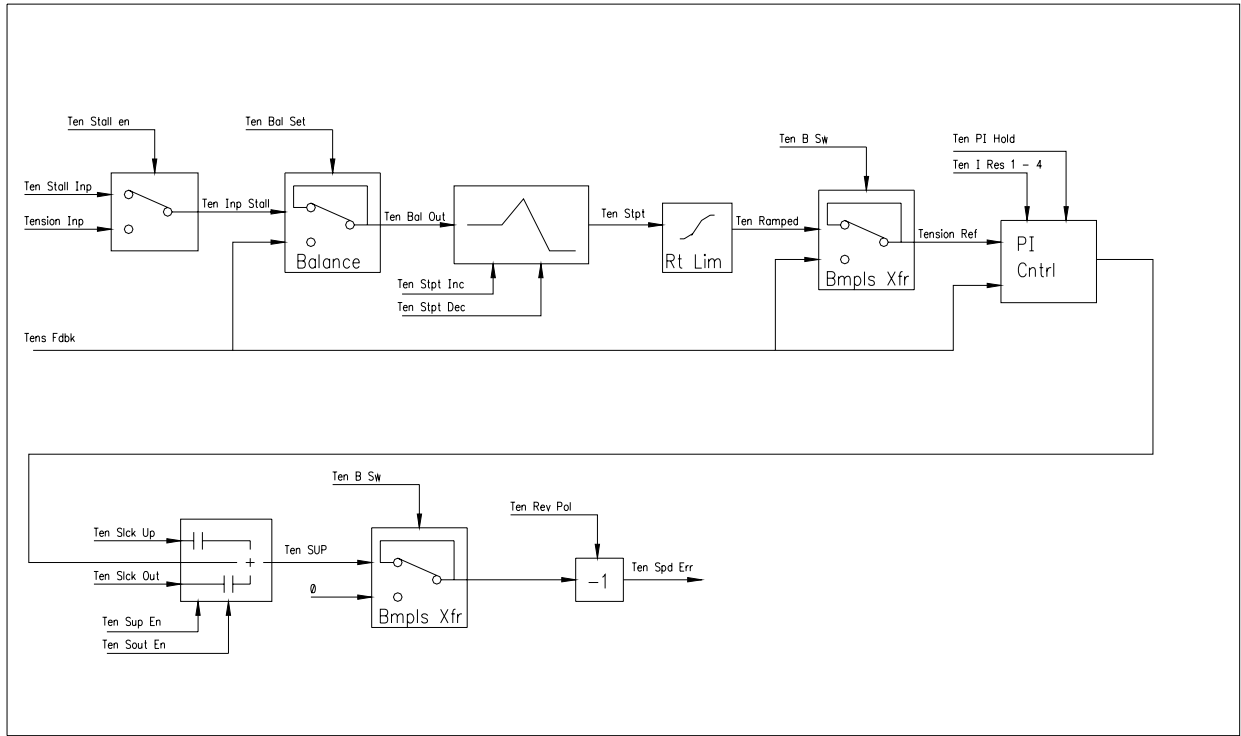 Ten Stall en
Ten Bal Set
Ten B Sw
Ten PI Hold
Ten I Res 1 - 4
Ten Stall Inp
Tension Inp
Ten Inp Stall
Balance
Ten Bal Out
Ten Stpt Inc
Ten Stpt Dec
Ten Stpt
Rt Lim
Ten Ramped
Bmpls Xfr
Tension Ref
PI
Cntrl
Tens Fdbk
Ten Slck Up
Ten Slck Out
Ten Sup En
Ten Sout En
+
Ten SUP
Ten B Sw
Ø
Bmpls Xfr
Ten Rev Pol
-1
Ten Spd Err